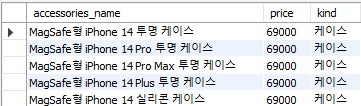 accessories_name price kind
MagSafe형 iPhone 14 투명 케이스 69000 케이스
MagSafe형 iPhone 14 Pro 투명 케이스 69000 케이스
MagSafe형 iPhone 14 Pro Max 투명 케이스 69000 케이스
MagSafe형 iPhone 14 Plus 투명 케이스 69000 케이스
MagSafe형 iPhone 14 실리콘 케이스 69000 케이스